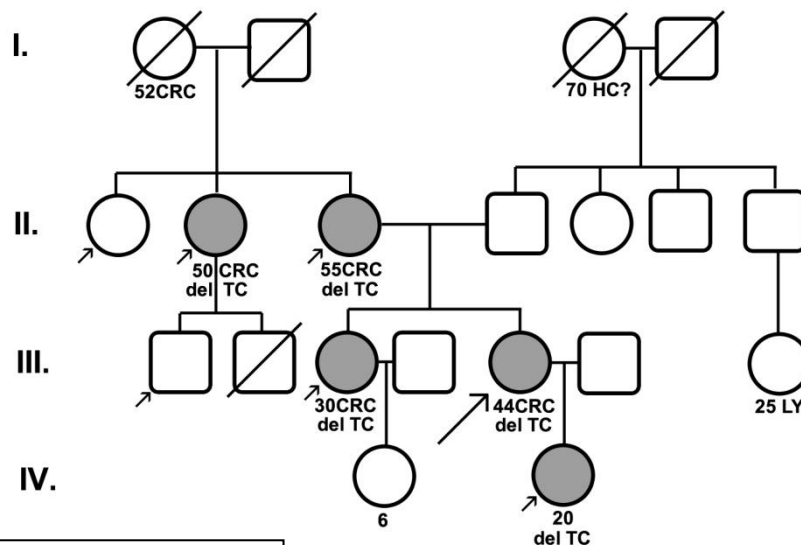 I.
52CRC
70 HC?
II.
50 CRC
del TC
55CRC
del TC
III.
30CRC
del TC
44CRC
del TC
25 LY
IV.
6
20
del TC